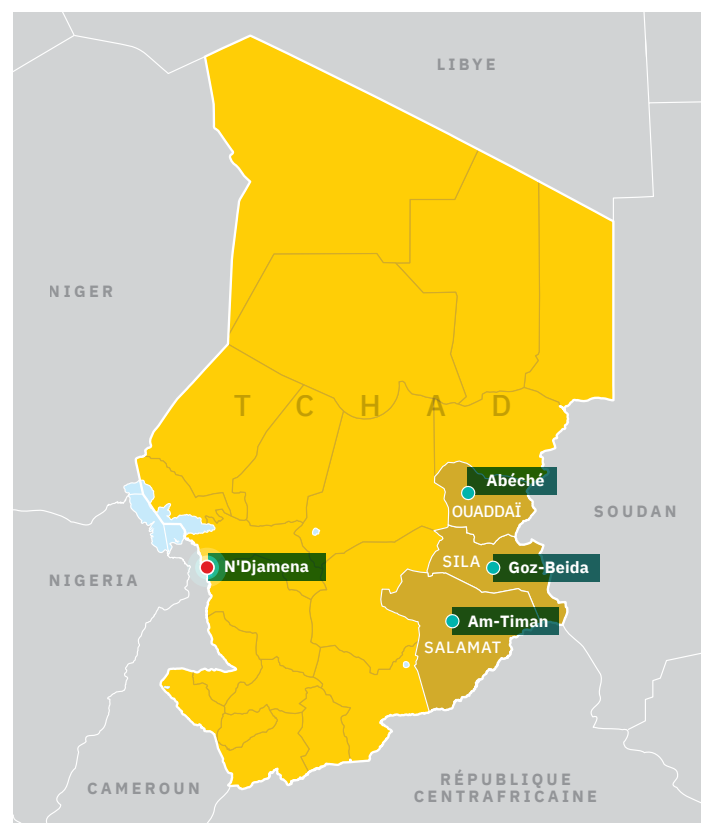 LIBYE
NIGER
T C H A D
Abéché
OUADDAÏ
SOUDAN
SILA
Goz-Beida
N'Djamena
NIGERIA
Am-Timan
SALAMAT
RÉPUBLIQUE
CENTRAFRICAINE
CAMEROUN